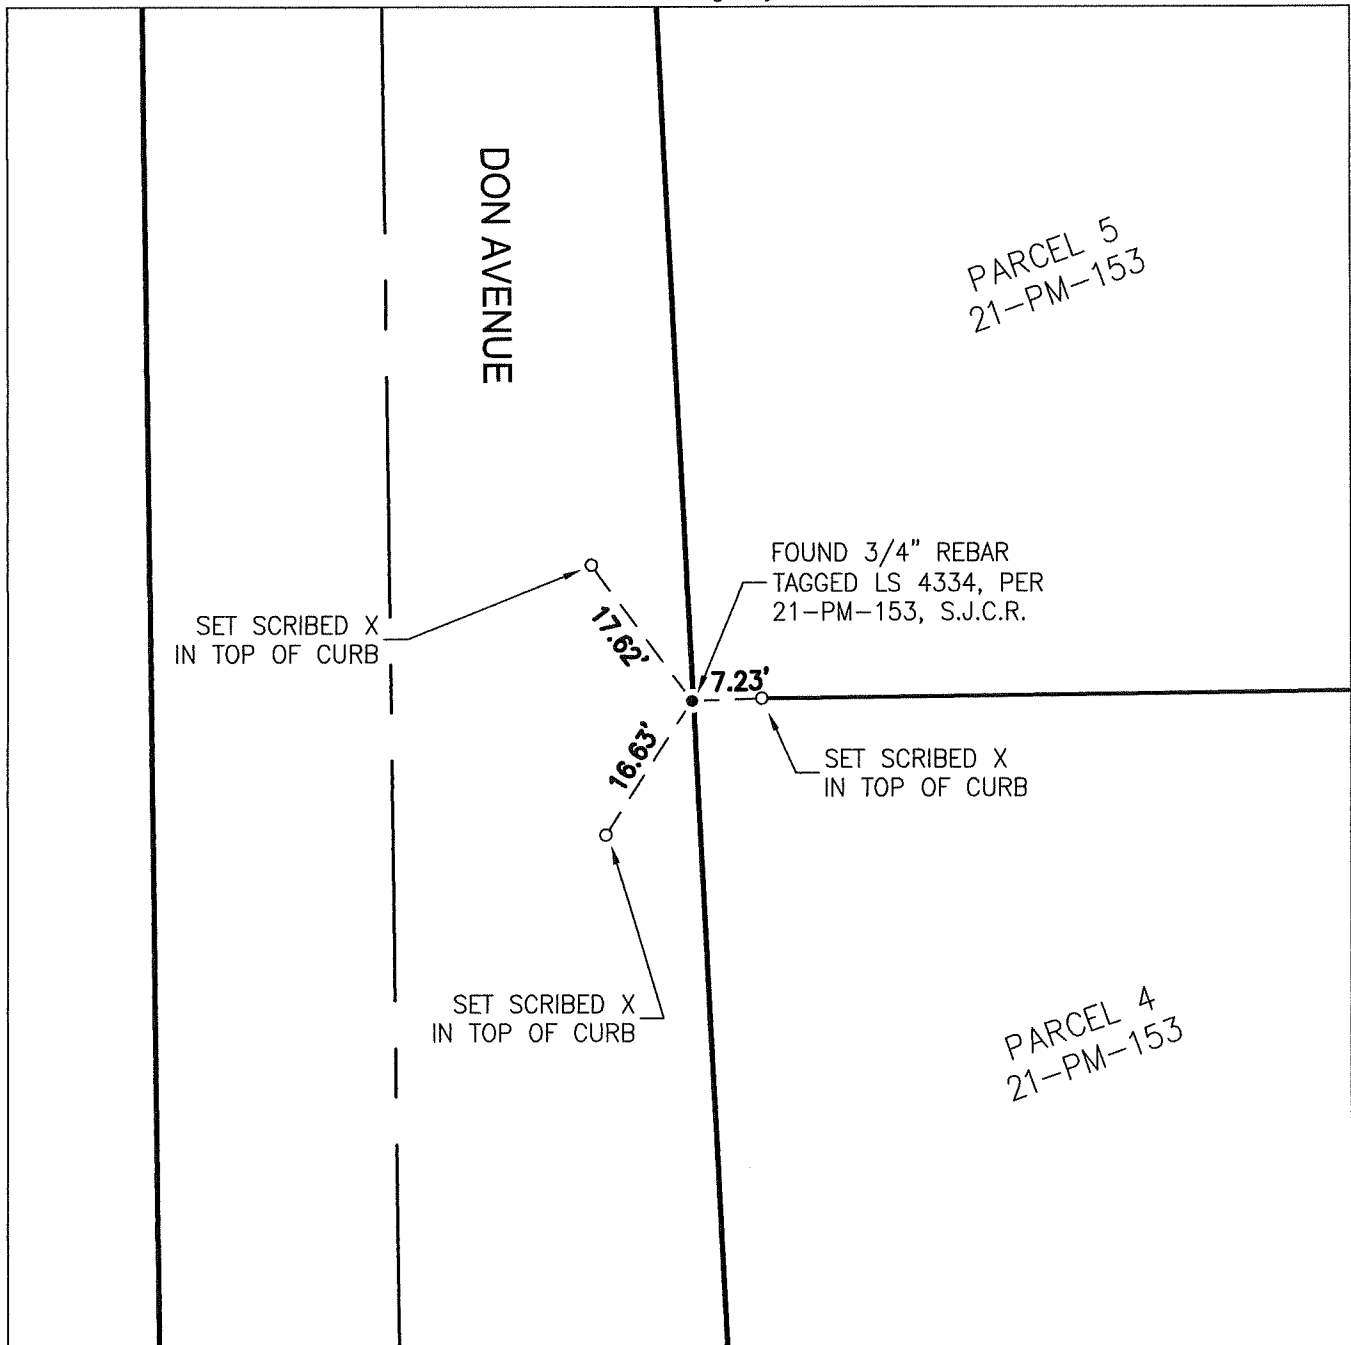 DON AVENUE
PARCEL 5
21-PM-153
FOUND 3/4" REBAR
TAGGED LS 4334, PER
21-PM-153, S.J.C.R.
SET SCRIBED X
IN TOP OF CURB
17.62'
7.23'
16.63'
SET SCRIBED X
IN TOP OF CURB
SET SCRIBED X
IN TOP OF CURB
PARCEL 4
21-PM-153